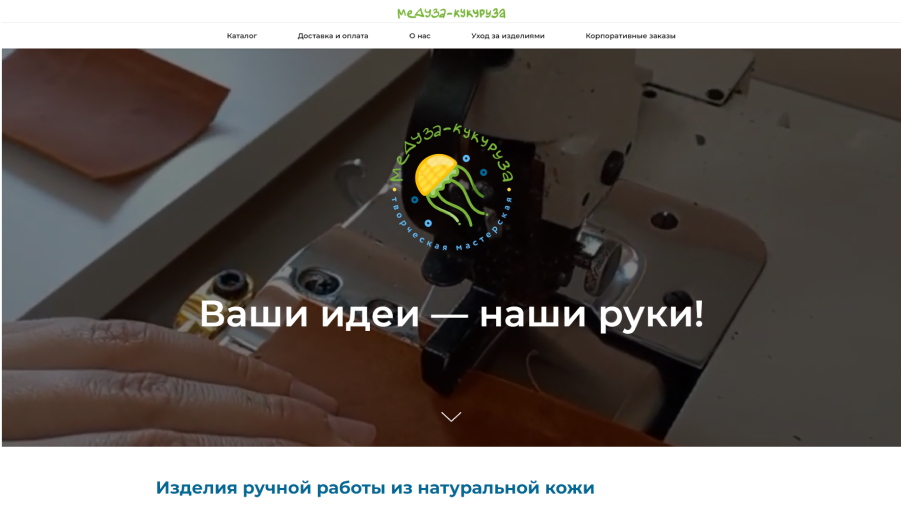 меДуЗа-кукуруЗа
Каталог
Доставка и оплата
О нас
Уход за изделиями
Корпоративные заказы
меДуЗа-кукуруЗа
творческая мастерская
Ваши идеи — наши руки!
Изделия ручной работы из натуральной кожи